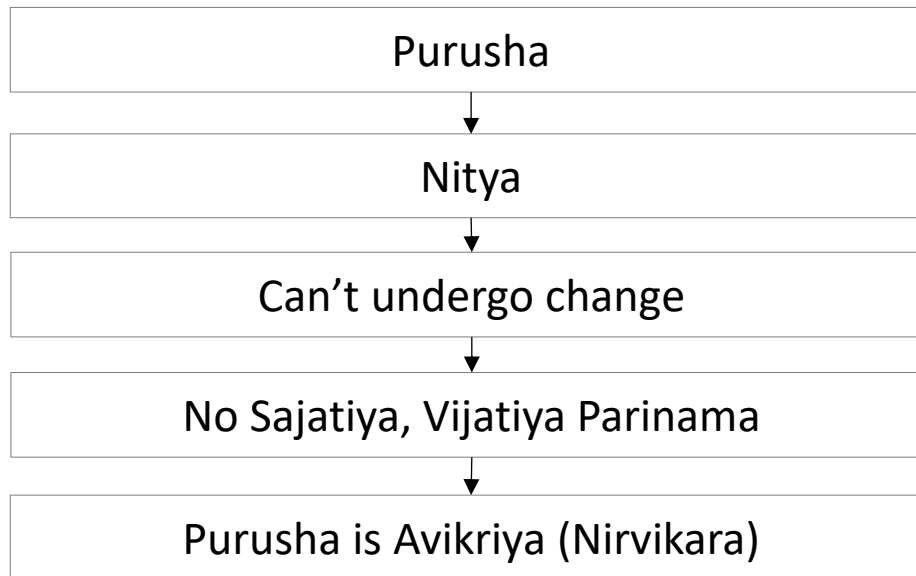 Purusha
Nitya
Can’t undergo change
No Sajatiya, Vijatiya Parinama
Purusha is Avikriya (Nirvikara)